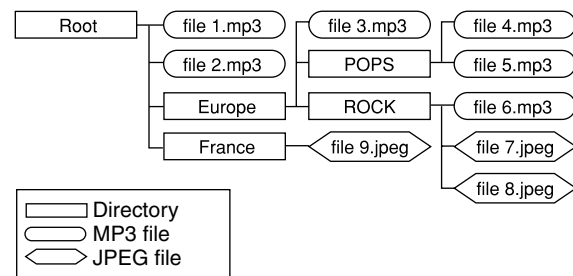 Root file 1.mp3 file 3.mp3 file 4.mp3
file 2.mp3 POPS file 5.mp3
Europe ROCK file 6.mp3
France file 9.jpeg file 7.jpeg
file 8.jpeg
Directory
MP3 file
JPEG file